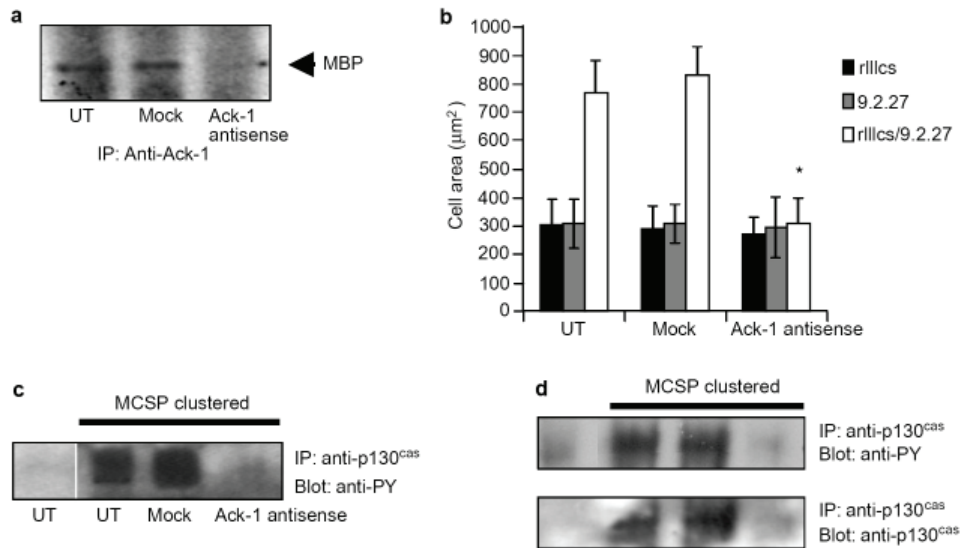 a
MBP
UT Mock Ack-1
antisense
IP: Anti-Ack-1
b
1000
900
800
700
600
500
400
300
200
100
0
Cell area (μm²)
rIIIcs
9.2.27
rIIIcs/9.2.27
*
UT Mock Ack-1 antisense
c
MCSP clustered
IP: anti-p130cas
Blot: anti-PY
UT UT Mock Ack-1 antisense
d
MCSP clustered
IP: anti-p130cas
Blot: anti-PY
IP: anti-p130cas
Blot: anti-p130cas